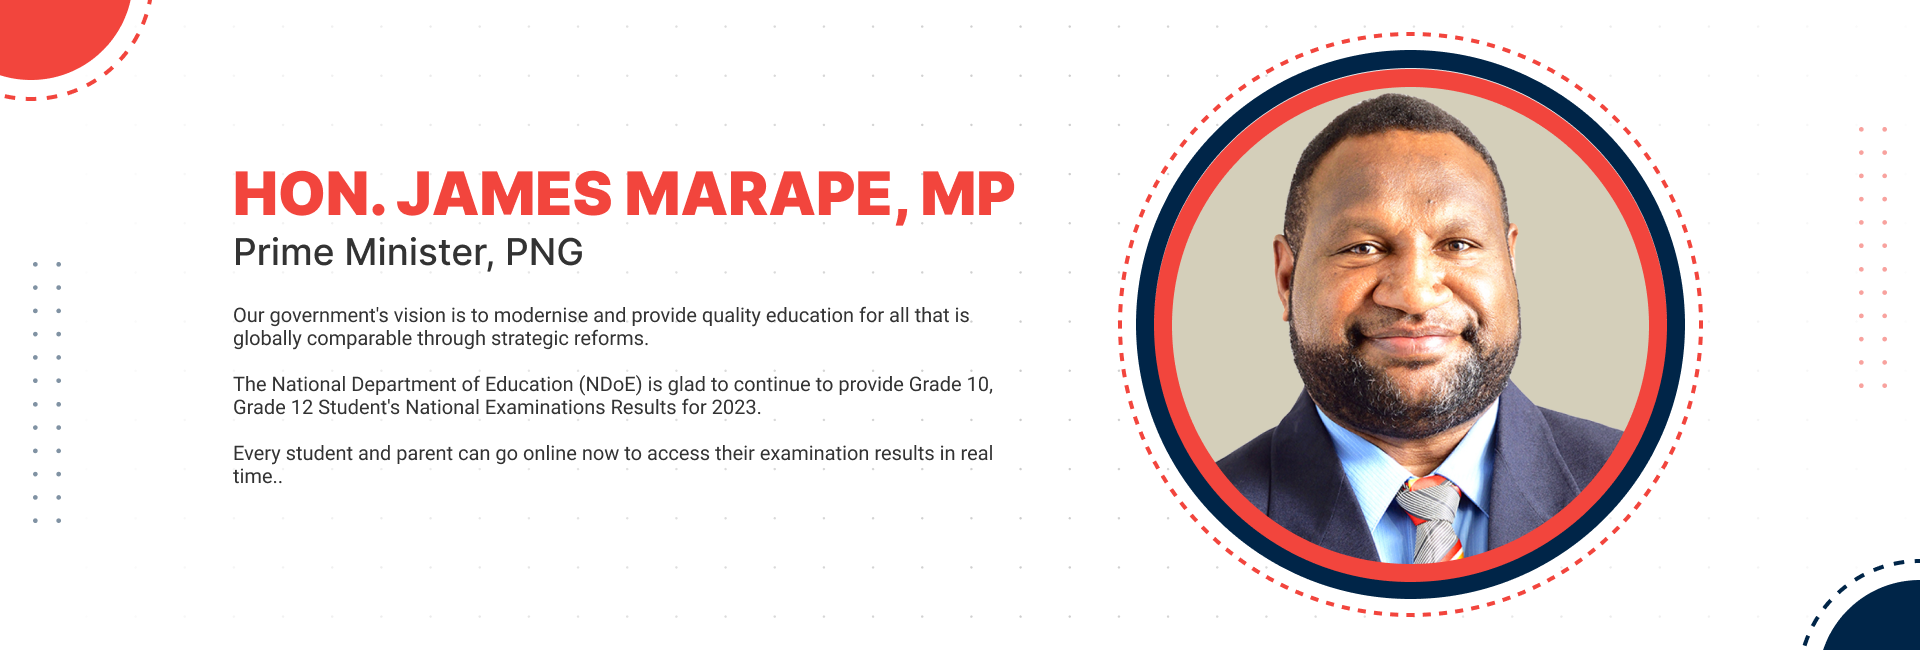 HON. JAMES MARAPE, MP
Prime Minister, PNG
Our government's vision is to modernise and provide quality education for all that is
globally comparable through strategic reforms.
The National Department of Education (NDoE) is glad to continue to provide Grade 10,
Grade 12 Student's National Examinations Results for 2023.
Every student and parent can go online now to access their examination results in real
time..